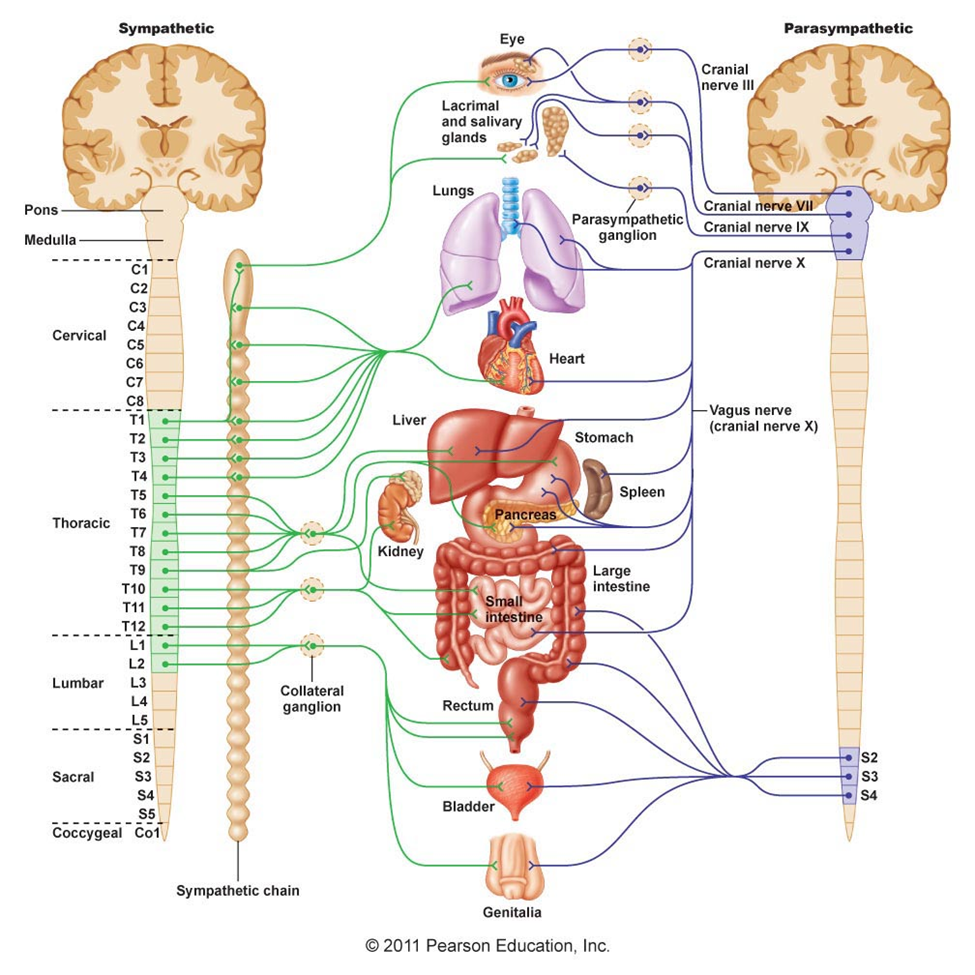 Sympathetic
Parasympathetic
Eye
Cranial
nerve III
Lacrimal
and salivary
glands
Lungs
Pons
Medulla
Parasympathetic
ganglion
Cranial nerve VII
Cranial nerve IX
Cranial nerve X
C1
C2
C3
C4
C5
C6
C7
C8
Cervical
Heart
Liver
Stomach
Vagus nerve
(cranial nerve X)
Spleen
Pancreas
Kidney
T1
T2
T3
T4
T5
T6
T7
T8
T9
T10
T11
T12
Thoracic
Large
intestine
Small
intestine
L1
L2
L3
L4
L5
Lumbar
Collateral
ganglion
Rectum
S1
S2
S3
S4
S5
Sacral
S2
S3
S4
Bladder
Coccygeal Co1
Sympathetic chain
Genitalia
© 2011 Pearson Education, Inc.